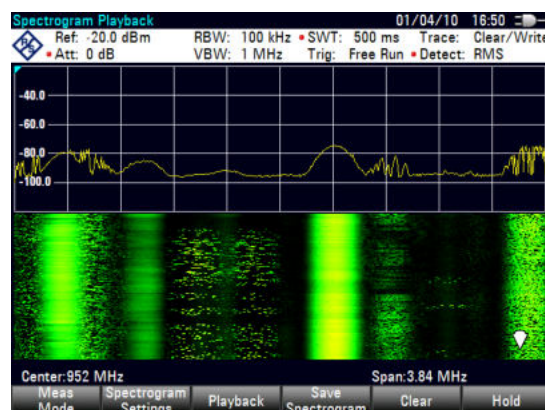 Spectrogram Playback 01/04/10 16:50
Ref: -20.0 dBm RBW: 100 kHz SWT: 500 ms Trace: Clear/Write
Att: 0 dB VBW: 1 MHz Trig: Free Run Detect: RMS
-40.0
-60.0
-80.0
-100.0
Center:952 MHz Span:3.84 MHz
Meas Mode Spectrogram Settings Playback Save Spectrogram Clear Hold